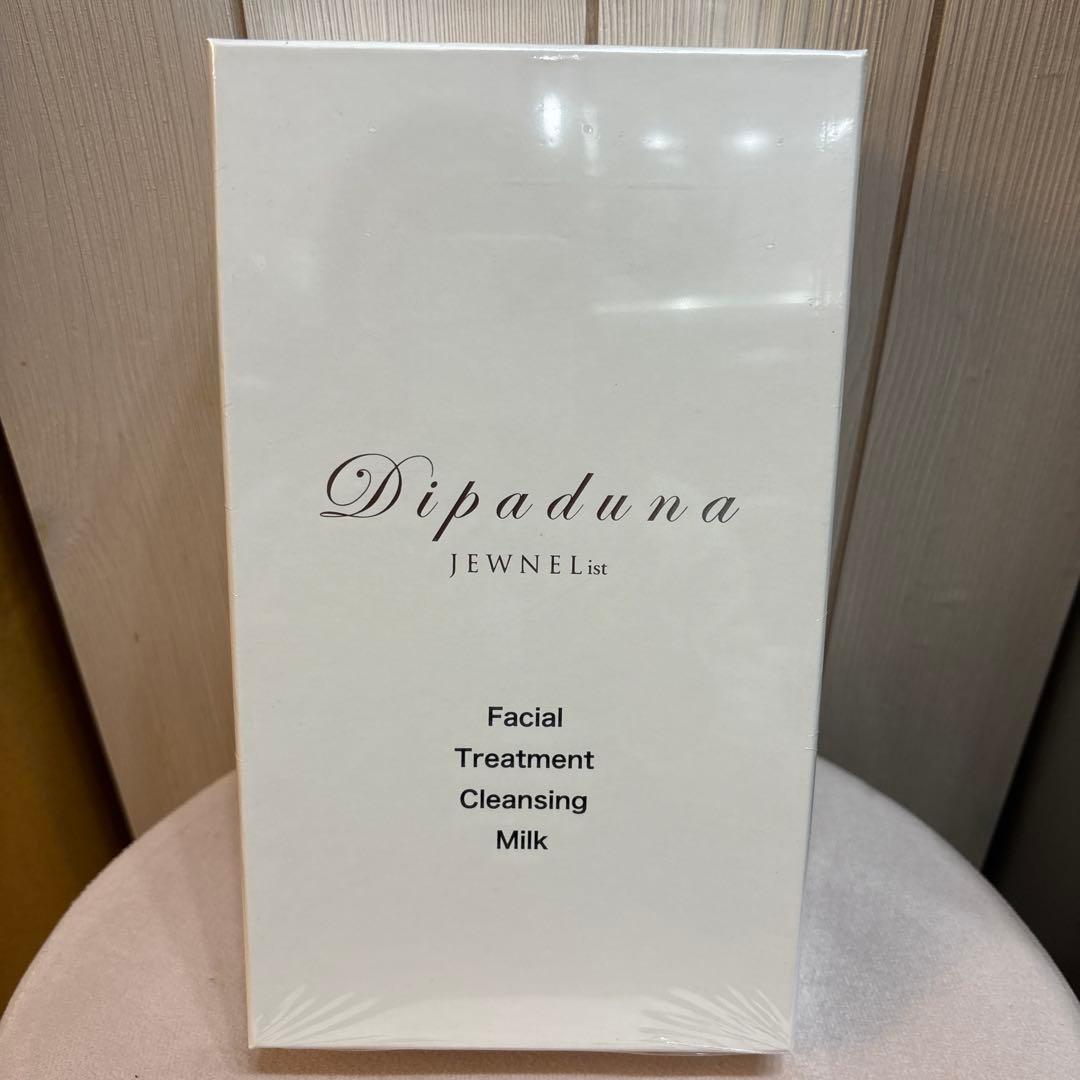 Dipaduna
JEWNEList
Facial
Treatment
Cleansing
Milk